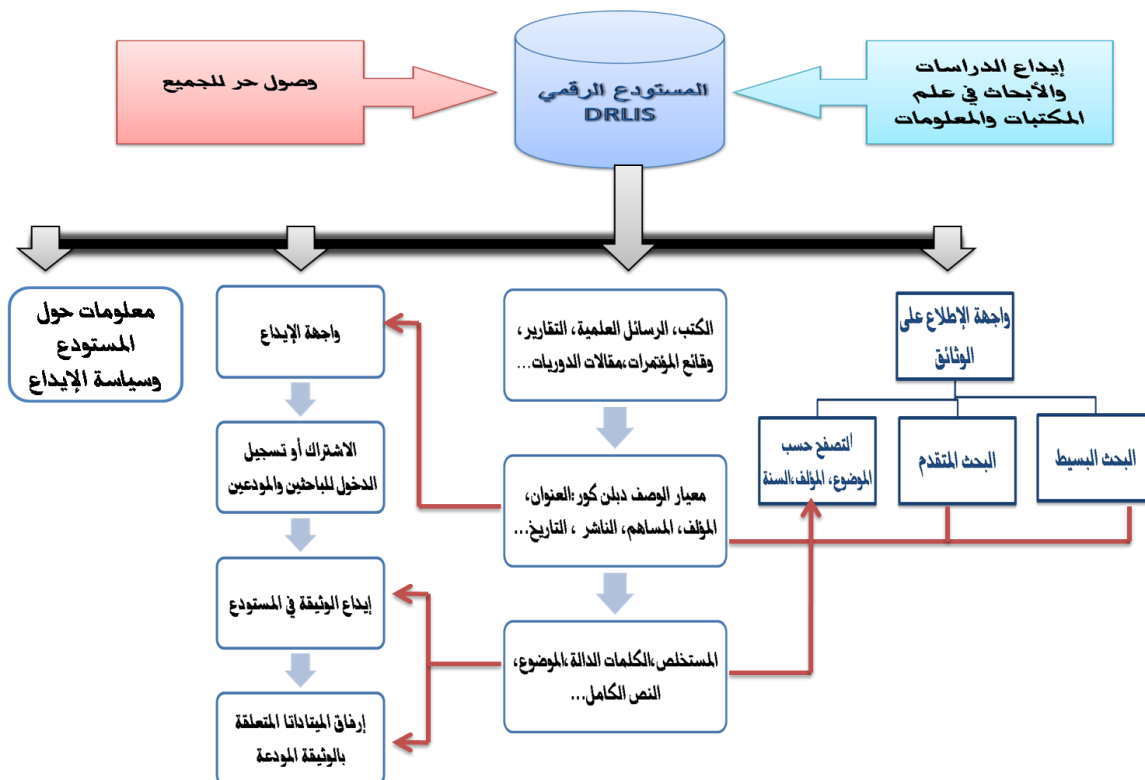 إيداع الدراسات
والأبحاث في علم
المكتبات والمعلومات
المستودع الرقمي
DRLIS
وصول حر للجميع
واجهة الإطلاع على
الوثائق
البحث البسيط
البحث المتقدم
ألتصفح حسب
الموضوع، المؤلف،السنة
الكتب، الرسائل العلمية، التقارير،
وقائع المؤتمرات،مقالات الدوريات...
معيار الوصف دبلن كور:العنوان،
المؤلف، المساهم، الناشر ، التاريخ...
المستخلص،الكلمات الدالة،الموضوع،
النص الكامل...
واجهة الإيداع
الاشتراك أو تسجيل
الدخول للباحثين والمودعين
إيداع الوثيقة في المستودع
إرفاق الميتاداتا المتعلقة
بالوثيقة المودعة
معلومات حول
المستودع
وسياسة الإيداع